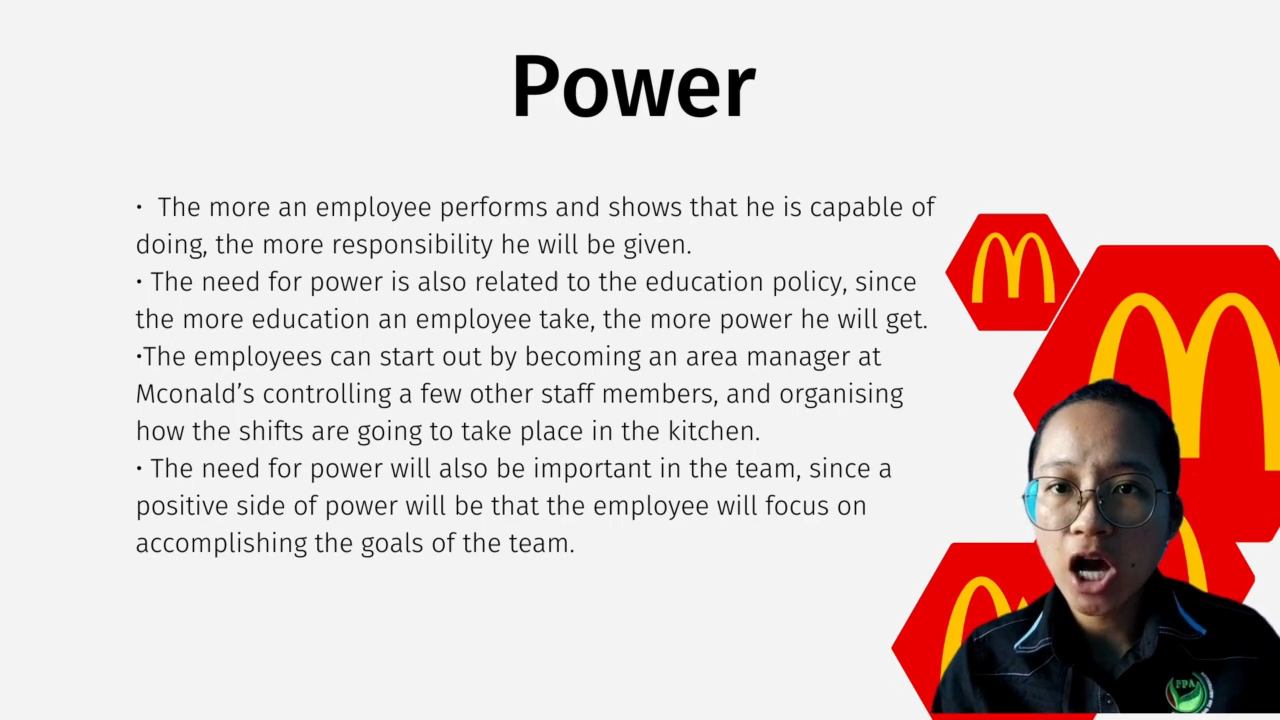 Power
• The more an employee performs and shows that he is capable of
doing, the more responsibility he will be given.
• The need for power is also related to the education policy, since
the more education an employee take, the more power he will get.
•The employees can start out by becoming an area manager at
Mconald’s controlling a few other staff members, and organising
how the shifts are going to take place in the kitchen.
• The need for power will also be important in the team, since a
positive side of power will be that the employee will focus on
accomplishing the goals of the team.